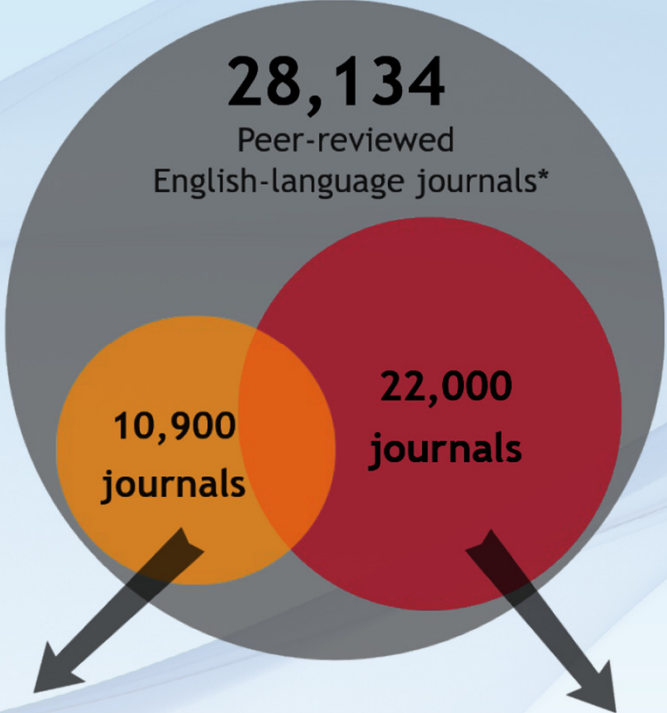 28,134
Peer-reviewed
English-language journals*
22,000
journals
10,900
journals